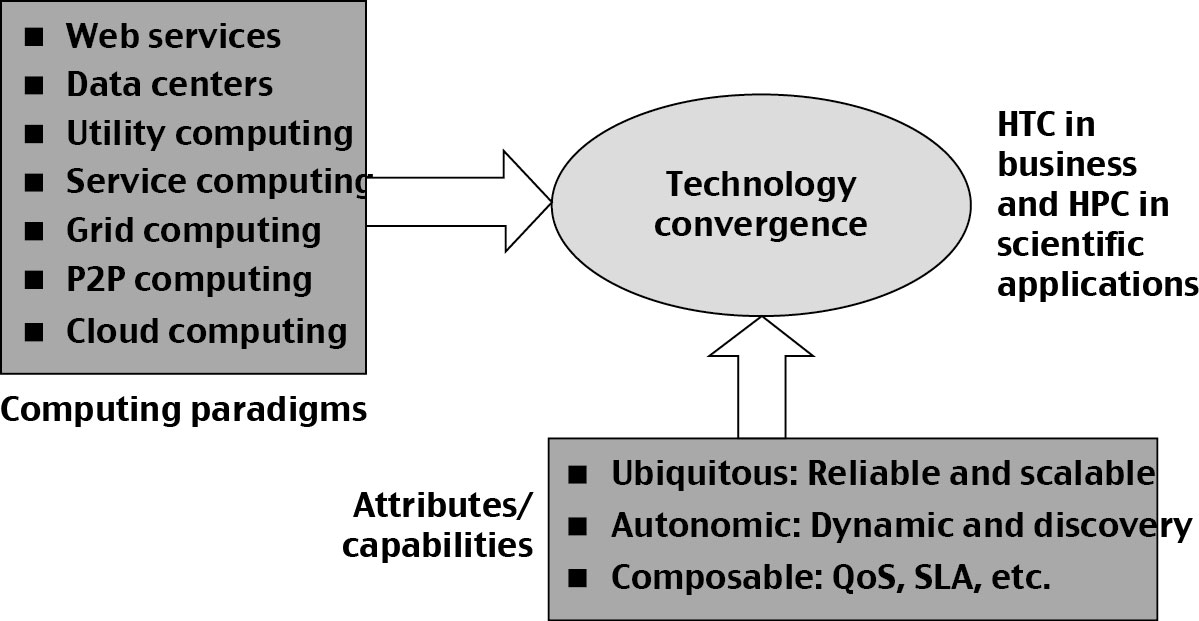 ■ Web services
■ Data centers
■ Utility computing
■ Service computing
■ Grid computing
■ P2P computing
■ Cloud computing
Computing paradigms
Technology
convergence
HTC in
business
and HPC in
scientific
applications
Attributes/
capabilities
■ Ubiquitous: Reliable and scalable
■ Autonomic: Dynamic and discovery
■ Composable: QoS, SLA, etc.